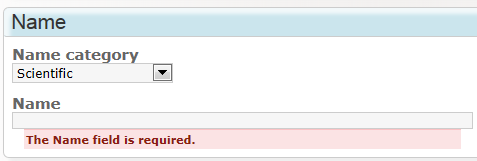 Name
Name category
Scientific
Name
The Name field is required.